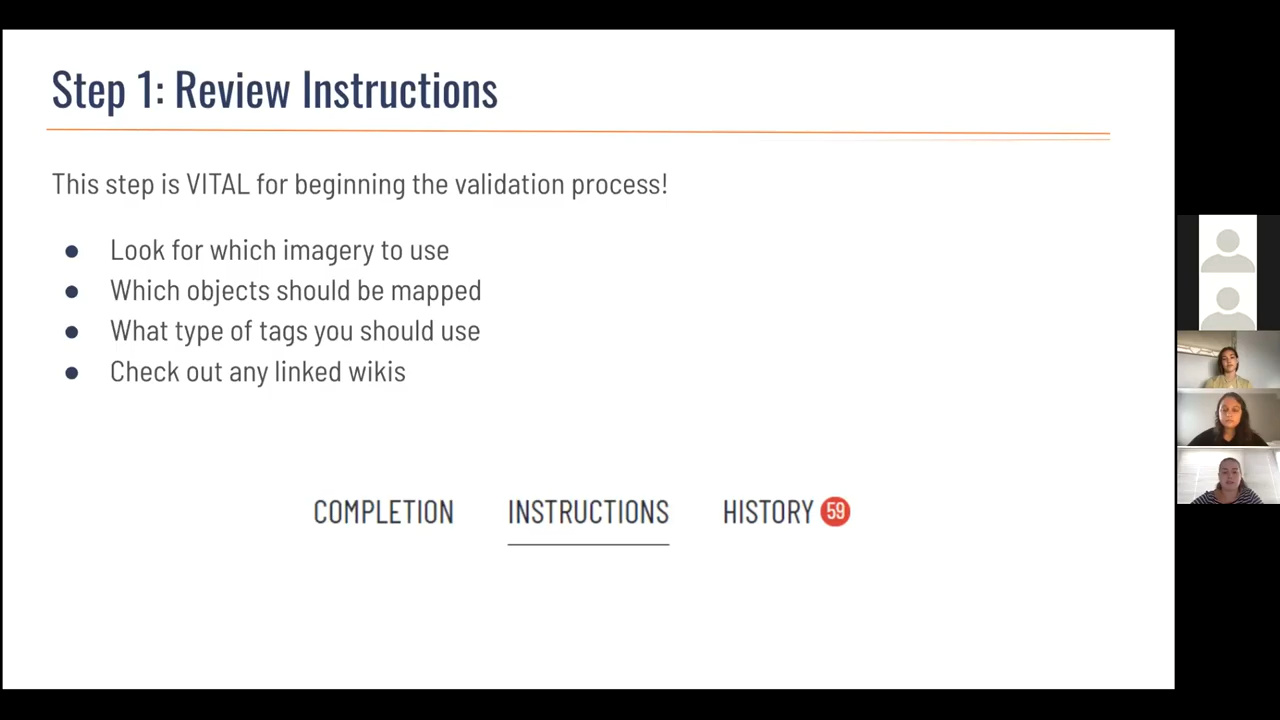 Step 1: Review Instructions
This step is VITAL for beginning the validation process!
● Look for which imagery to use
● Which objects should be mapped
● What type of tags you should use
● Check out any linked wikis
COMPLETION INSTRUCTIONS HISTORY 59